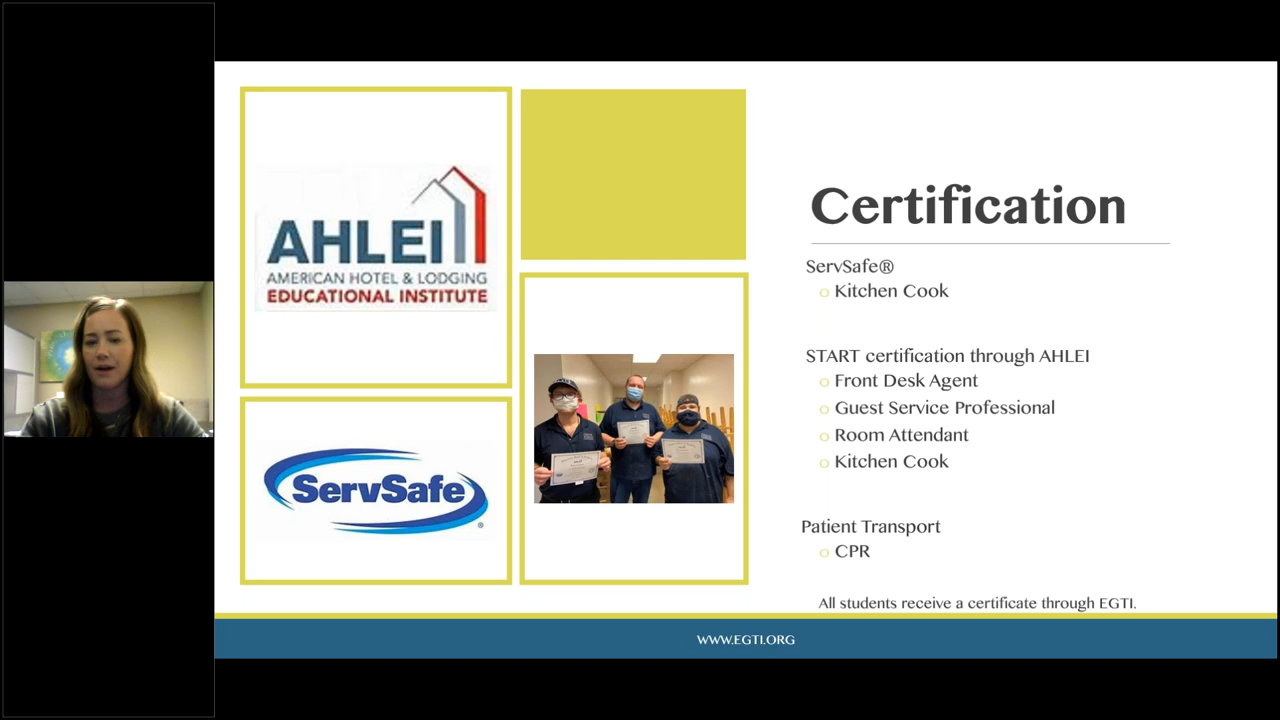 AHLEI
AMERICAN HOTEL & LODGING
EDUCATIONAL INSTITUTE
ServSafe
®
Certification
ServSafe®
o Kitchen Cook
START certification through AHLEI
o Front Desk Agent
o Guest Service Professional
o Room Attendant
o Kitchen Cook
Patient Transport
o CPR
All students receive a certificate through EGTI.
WWW.EGTI.ORG